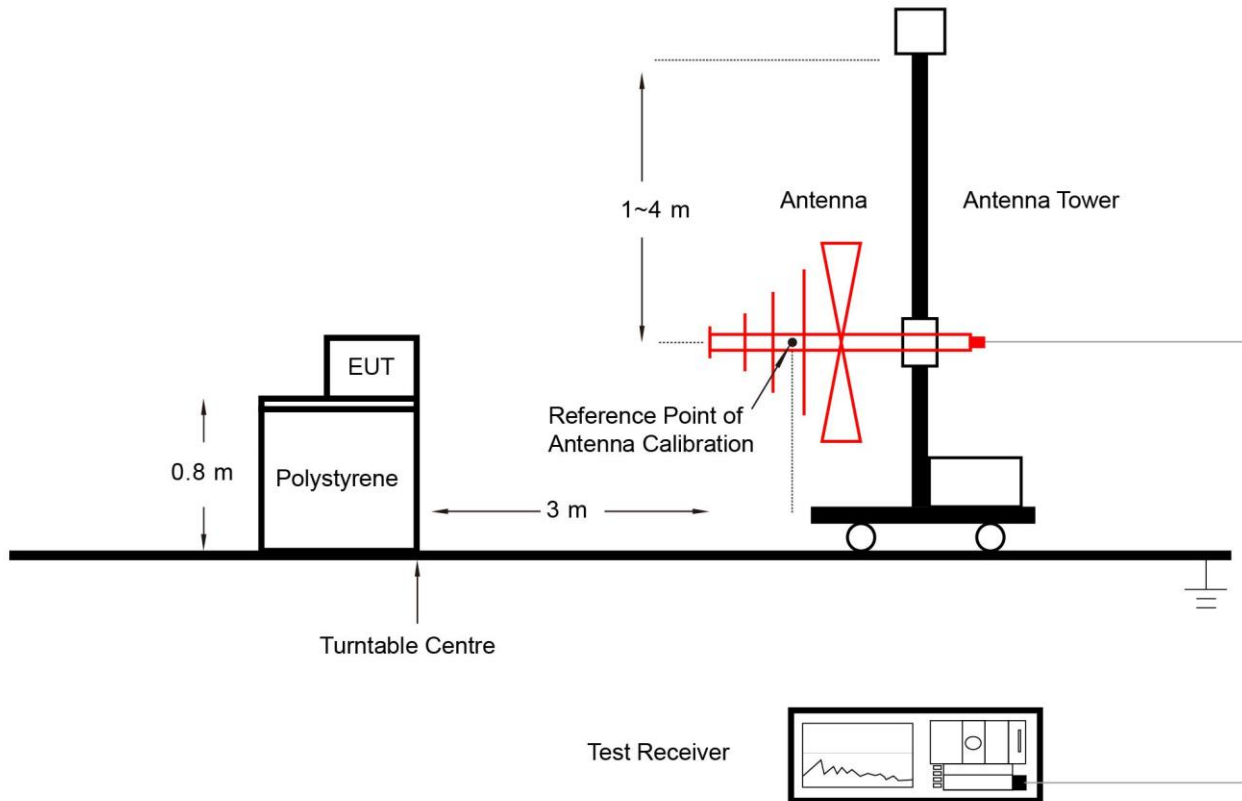 1~4 m
Antenna
Antenna Tower
EUT
Reference Point of
Antenna Calibration
0.8 m
Polystyrene
3 m
Turntable Centre
Test Receiver